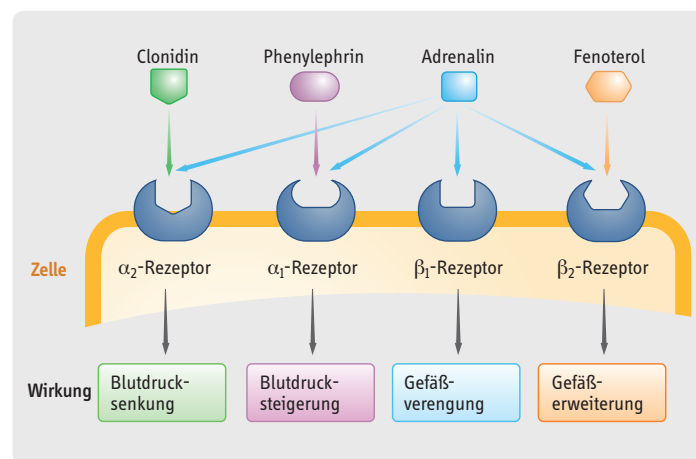 Clonidin
Phenylephrin
Adrenalin
Fenoterol
Zelle
α₂-Rezeptor
α₁-Rezeptor
β₁-Rezeptor
β₂-Rezeptor
Wirkung
Blutdruck-
senkung
Blutdruck-
steigerung
Gefäß-
verengung
Gefäß-
erweiterung